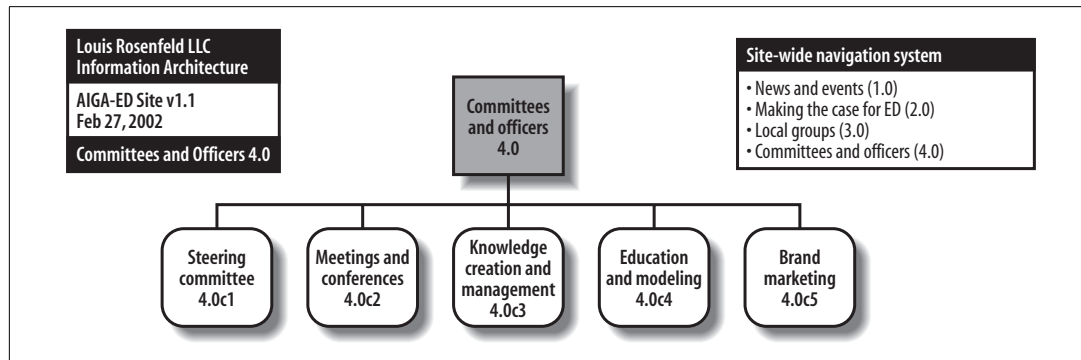 Louis Rosenfeld LLC
Information Architecture
AIGA-ED Site v1.1
Feb 27, 2002
Committees and Officers 4.0
Committees
and officers
4.0
Site-wide navigation system
• News and events (1.0)
• Making the case for ED (2.0)
• Local groups (3.0)
• Committees and officers (4.0)
Steering
committee
4.0c1
Meetings and
conferences
4.0c2
Knowledge
creation and
management
4.0c3
Education
and modeling
4.0c4
Brand
marketing
4.0c5